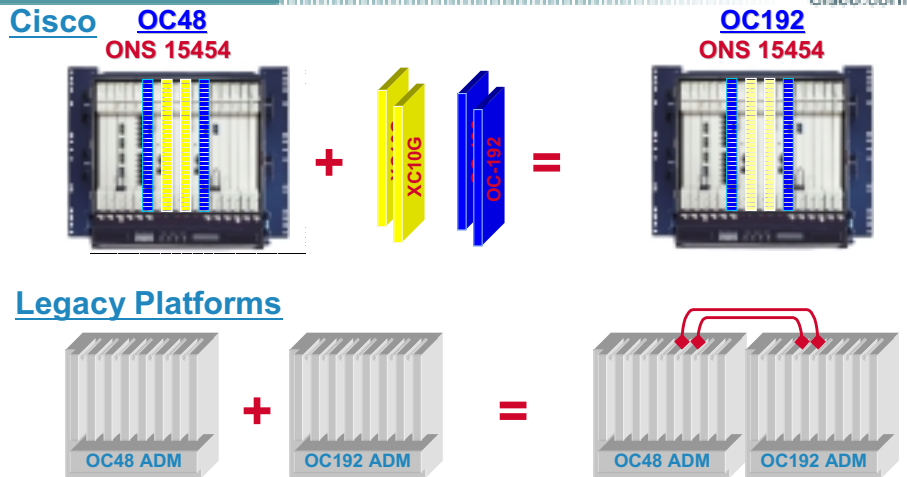 Cisco OC48 OC192
ONS 15454 ONS 15454
+ XC10G OC-192 =
Legacy Platforms
+ =
OC48 ADM OC192 ADM OC48 ADM OC192 ADM